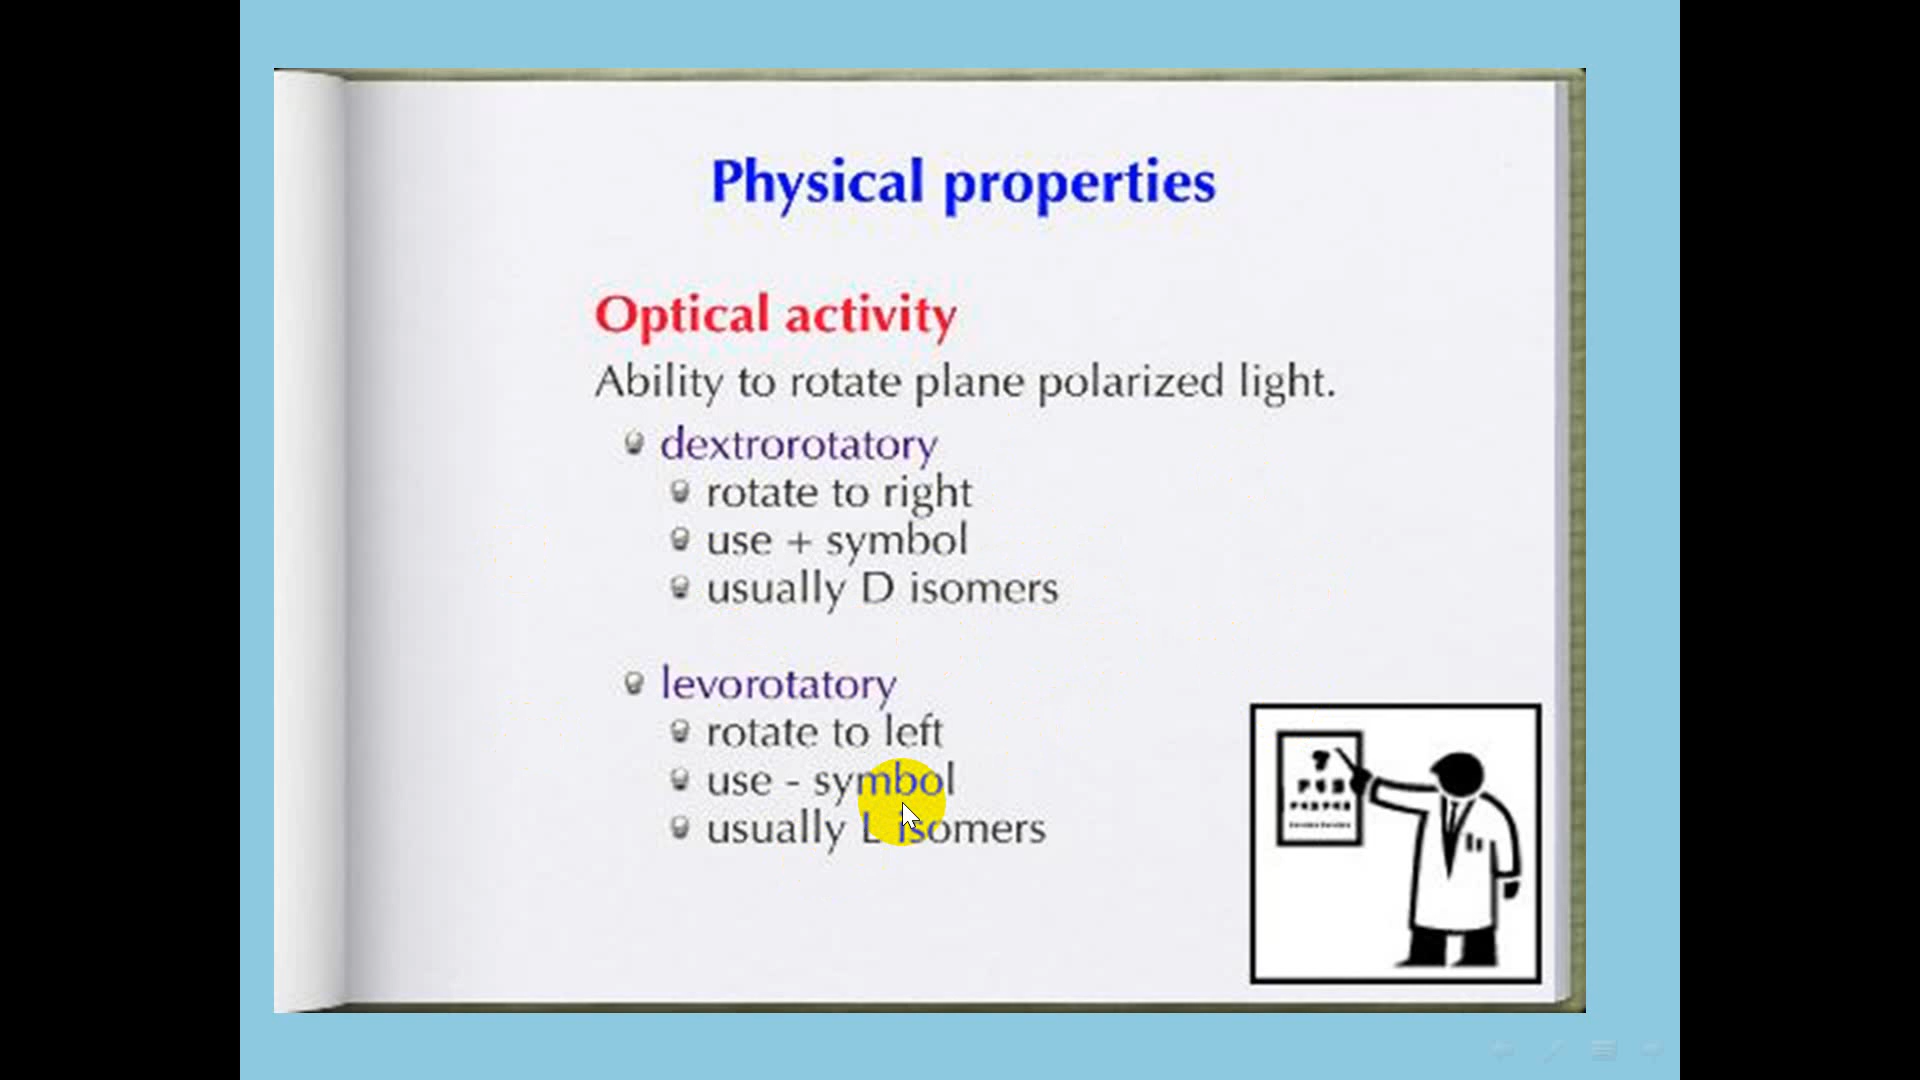 Physical properties
Optical activity
Ability to rotate plane polarized light.
dextrorotatory
rotate to right
use + symbol
usually D isomers
levorotatory
rotate to left
use - symbol
usually L isomers